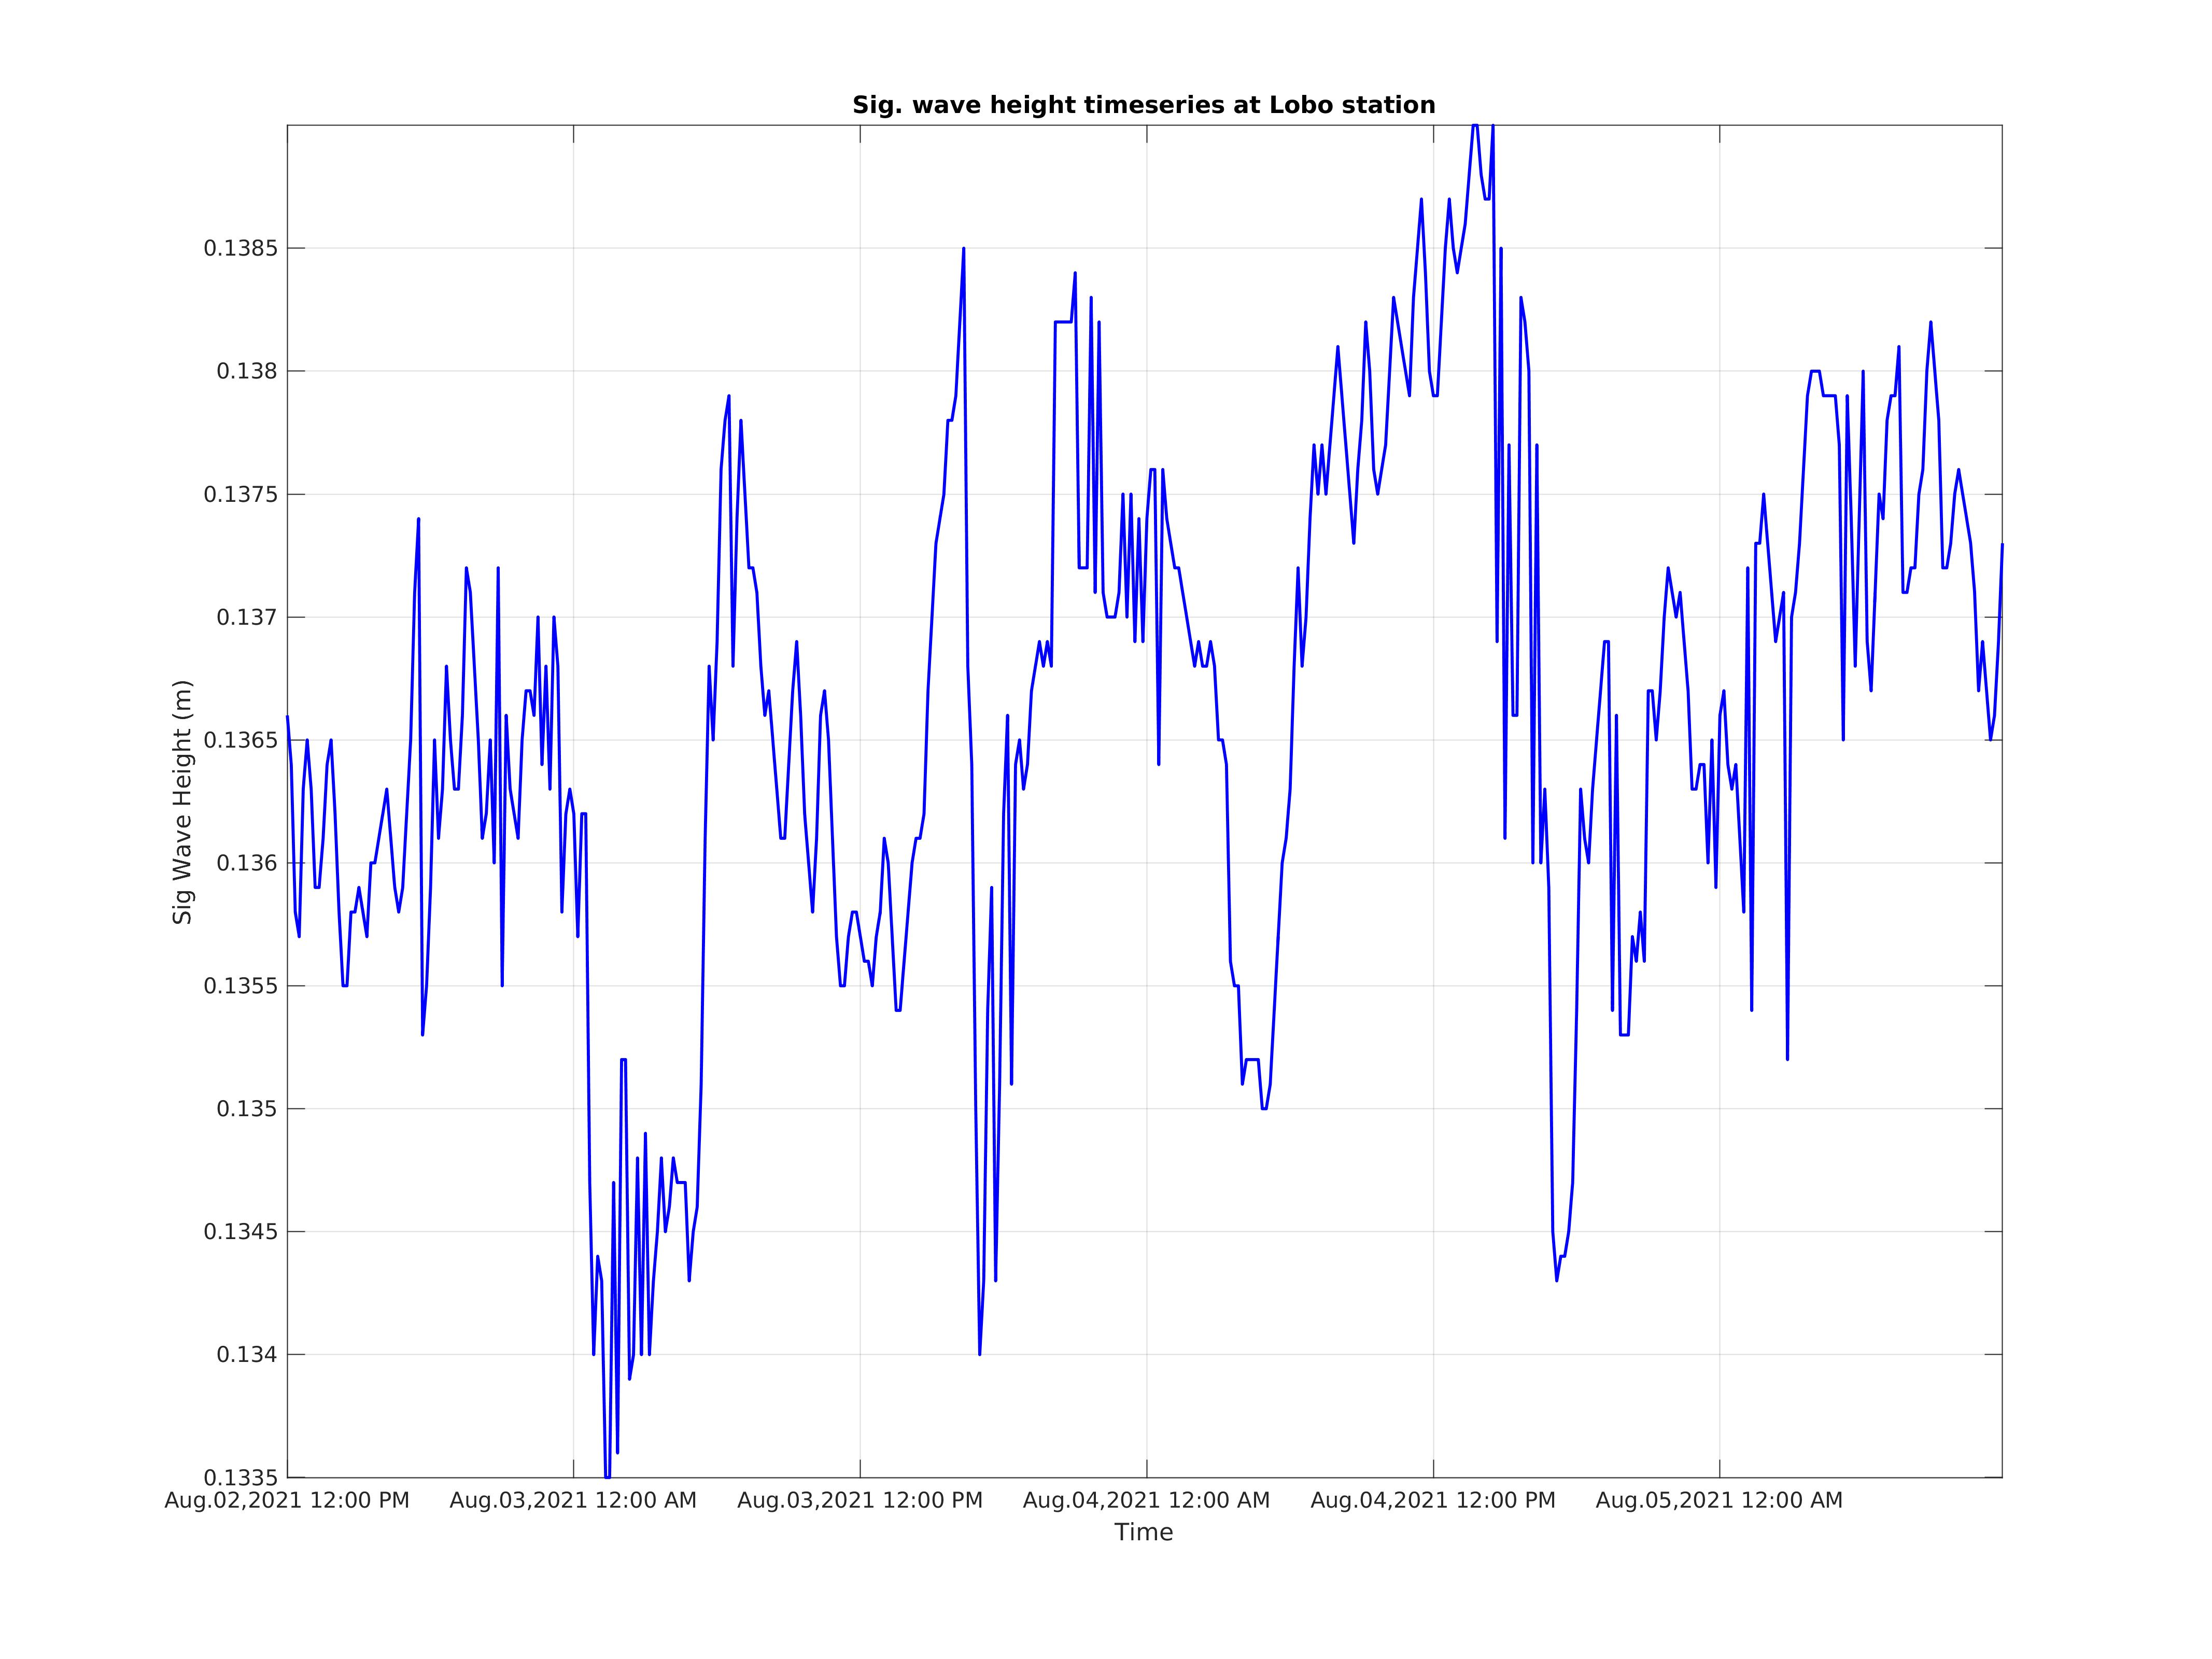 Sig. wave height timeseries at Lobo station
0.1385
0.138
0.1375
0.137
0.1365
0.136
0.1355
0.135
0.1345
0.134
0.1335
Sig Wave Height (m)
Aug.02,2021 12:00 PM Aug.03,2021 12:00 AM Aug.03,2021 12:00 PM Aug.04,2021 12:00 AM Aug.04,2021 12:00 PM Aug.05,2021 12:00 AM
Time